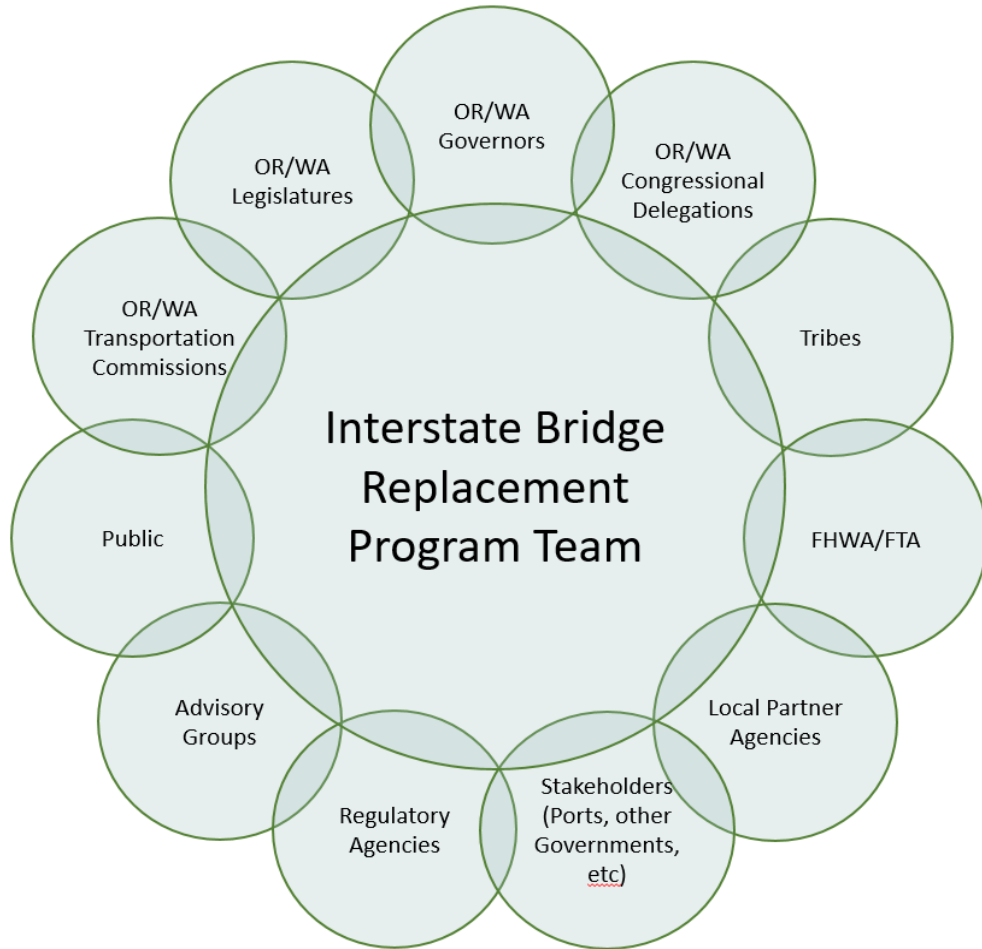 OR/WA
Governors
OR/WA
Congressional
Delegations
Tribes
FHWA/FTA
Local Partner
Agencies
Stakeholders
(Ports, other
Governments,
etc)
Regulatory
Agencies
Advisory
Groups
Public
OR/WA
Transportation
Commissions
OR/WA
Legislatures
Interstate Bridge
Replacement
Program Team